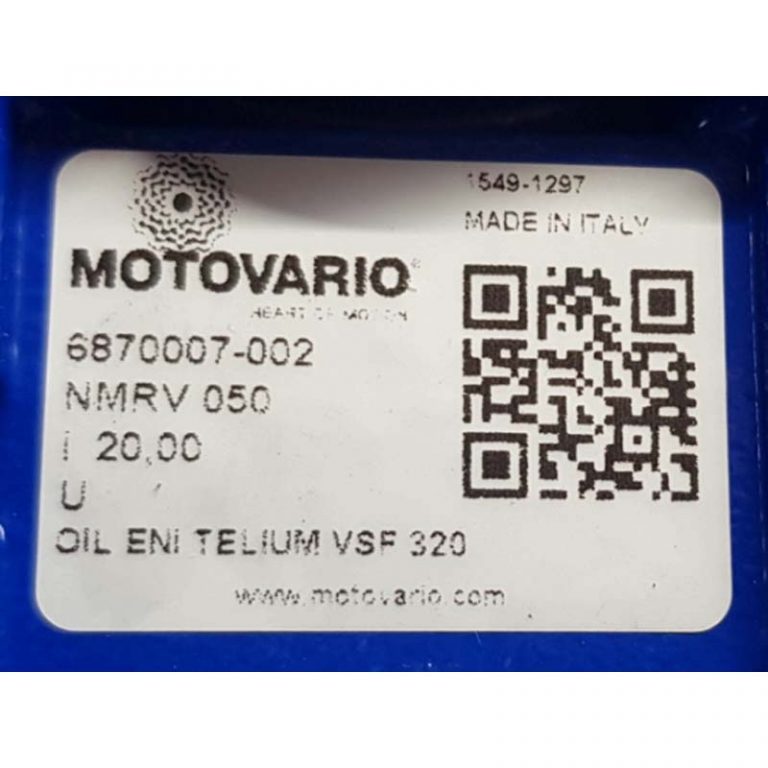 1549-1297
MADE IN ITALY
MOTOVARIO
HEART OF MOTION
6870007-002
NMRV 050
i 20,00
U
OIL ENI TELIUM VSF 320
www.motovario.com